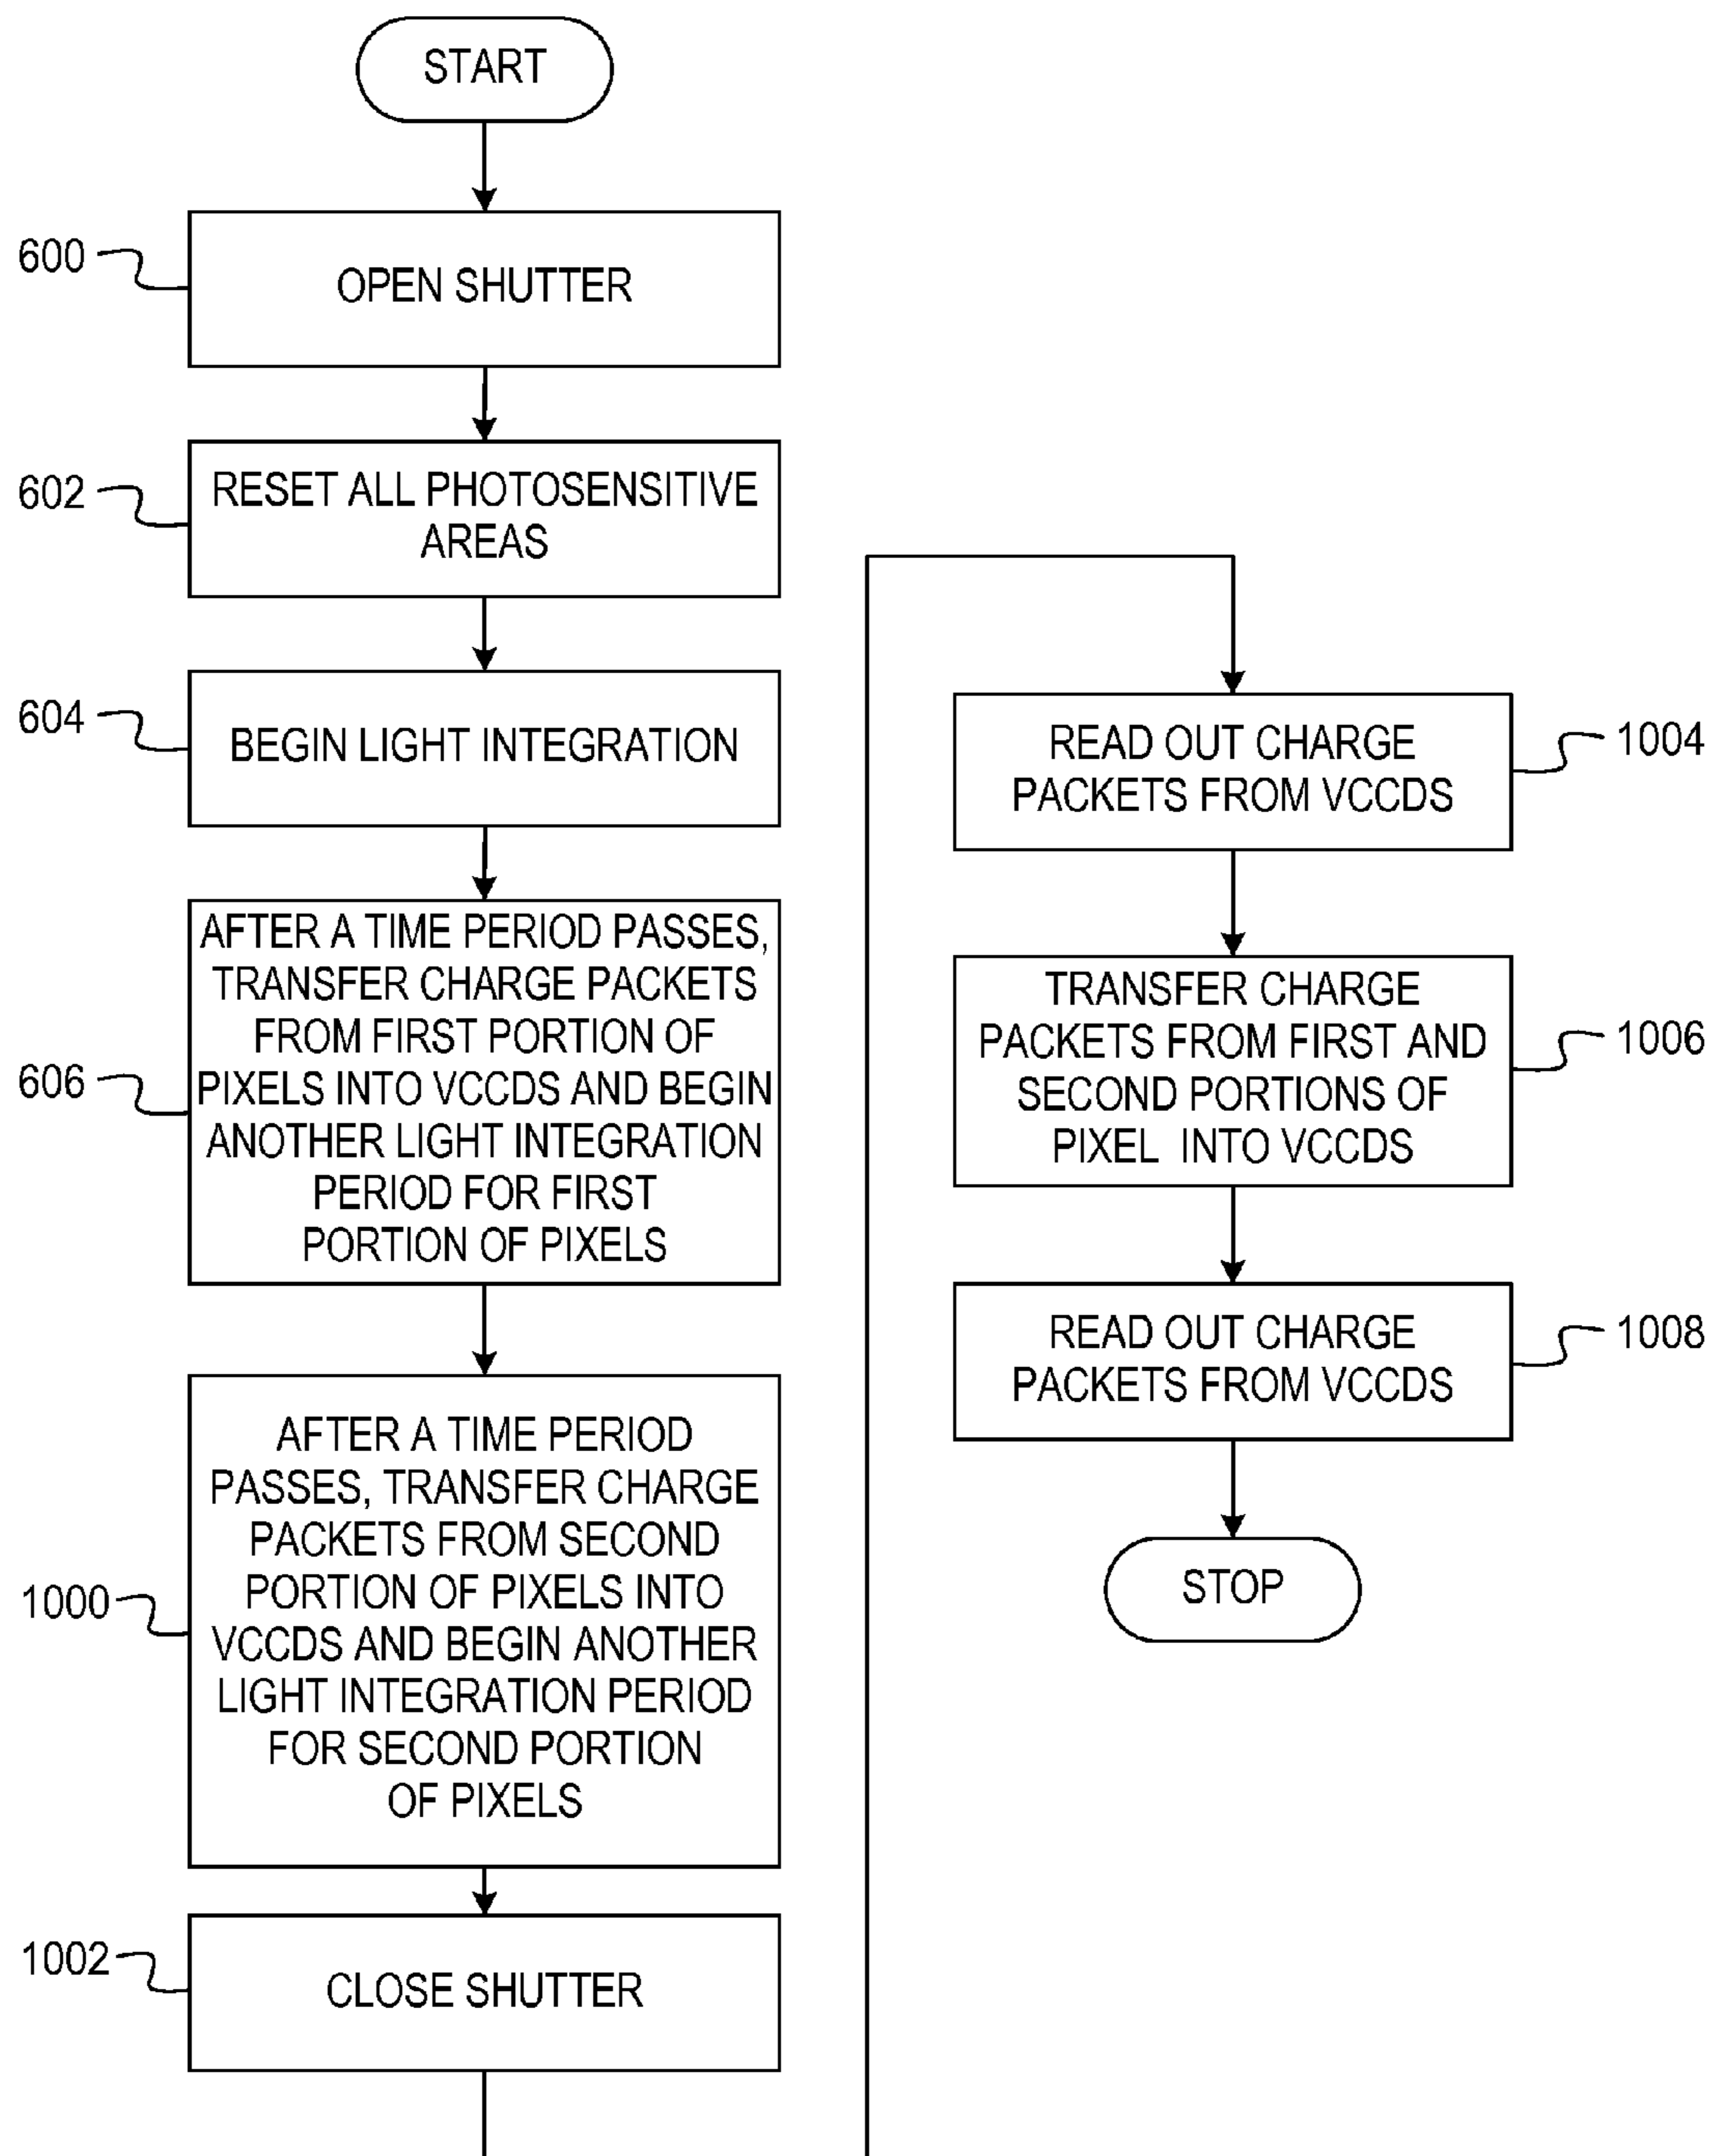 START
600
OPEN SHUTTER
602
RESET ALL PHOTOSENSITIVE
AREAS
604
BEGIN LIGHT INTEGRATION
606
AFTER A TIME PERIOD PASSES,
TRANSFER CHARGE PACKETS
FROM FIRST PORTION OF
PIXELS INTO VCCDS AND BEGIN
ANOTHER LIGHT INTEGRATION
PERIOD FOR FIRST
PORTION OF PIXELS
1000
AFTER A TIME PERIOD
PASSES, TRANSFER CHARGE
PACKETS FROM SECOND
PORTION OF PIXELS INTO
VCCDS AND BEGIN ANOTHER
LIGHT INTEGRATION PERIOD
FOR SECOND PORTION
OF PIXELS
1002
CLOSE SHUTTER
READ OUT CHARGE
PACKETS FROM VCCDS
1004
TRANSFER CHARGE
PACKETS FROM FIRST AND
SECOND PORTIONS OF
PIXEL INTO VCCDS
1006
READ OUT CHARGE
PACKETS FROM VCCDS
1008
STOP